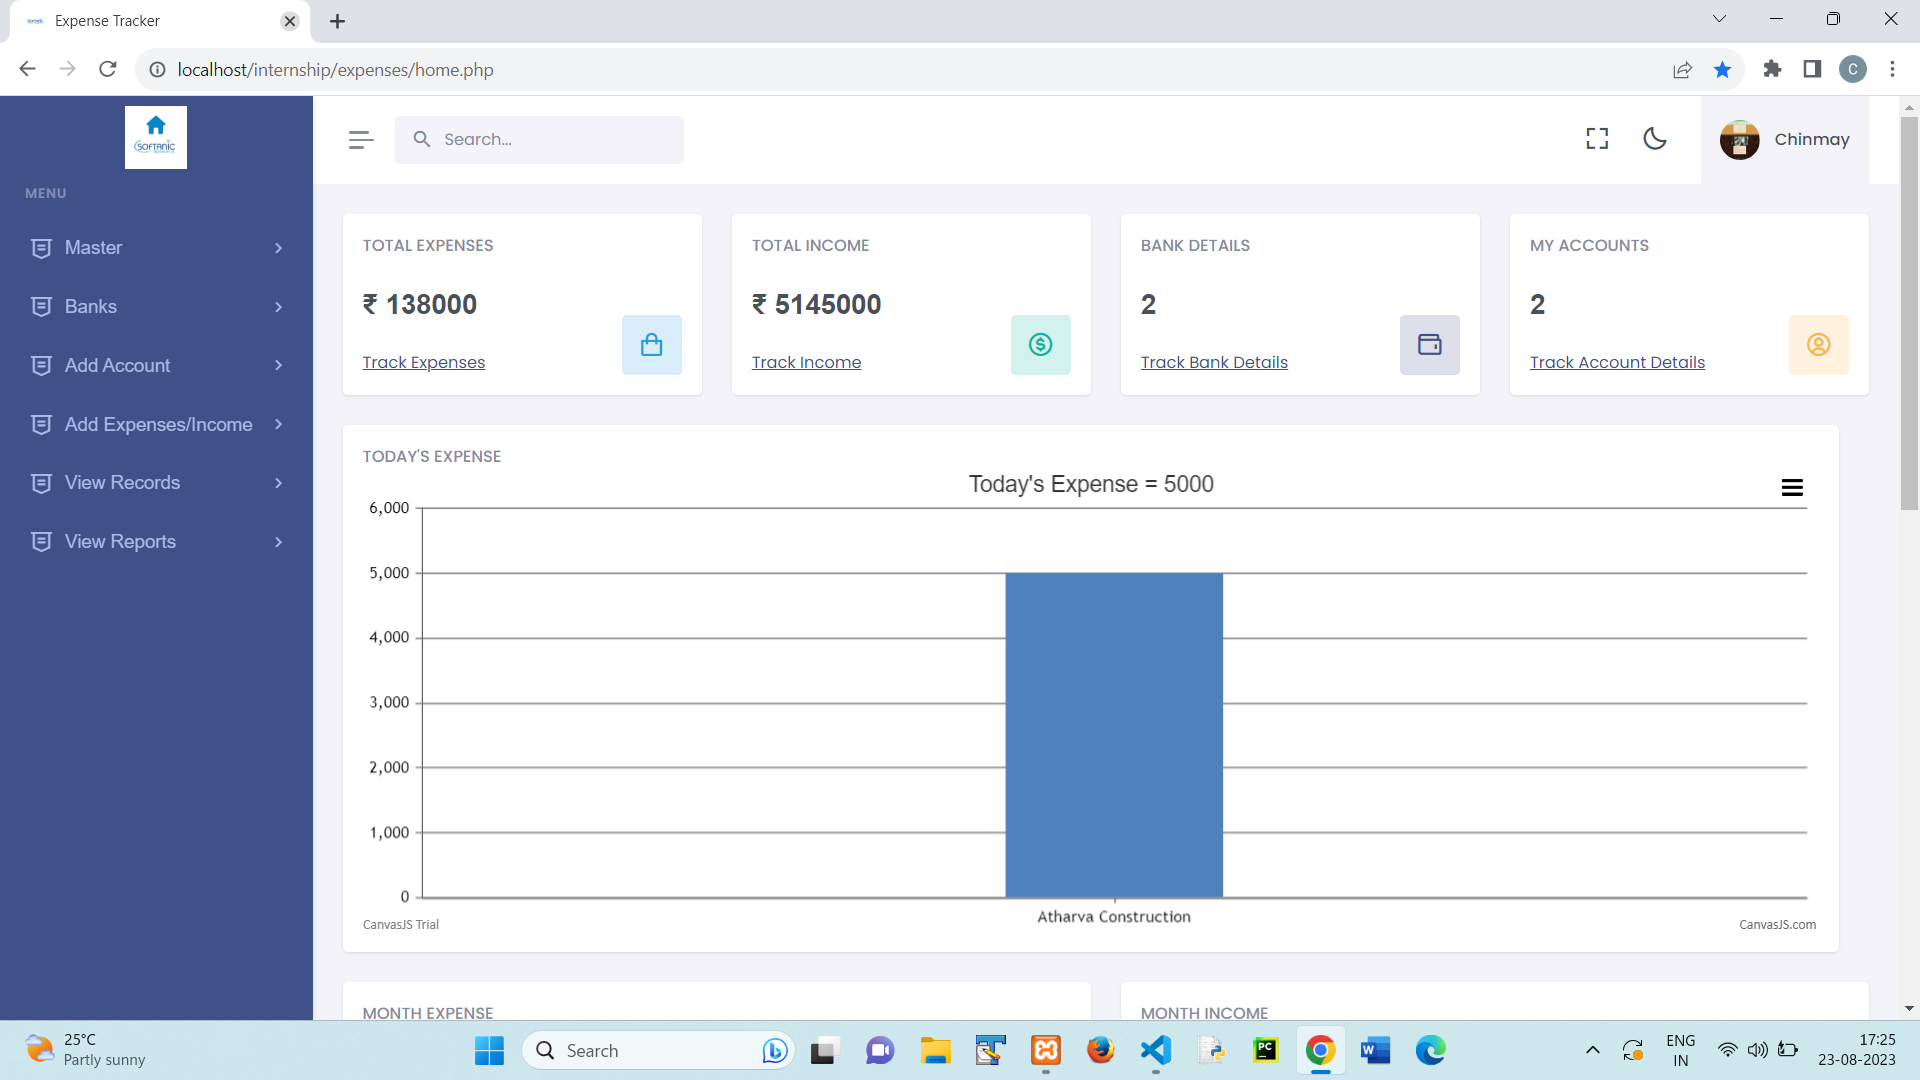 Expense Tracker
localhost/internship/expenses/home.php
C
SOFTANIC
MENU
Master
Banks
Add Account
Add Expenses/Income
View Records
View Reports
Search...
Chinmay
TOTAL EXPENSES
₹ 138000
Track Expenses
TOTAL INCOME
₹ 5145000
Track Income
BANK DETAILS
2
Track Bank Details
MY ACCOUNTS
2
Track Account Details
TODAY'S EXPENSE
Today's Expense = 5000
6,000
5,000
4,000
3,000
2,000
1,000
0
Atharva Construction
CanvasJS Trial
CanvasJS.com
MONTH EXPENSE
MONTH INCOME
25°C
Partly sunny
Search
PC
W
ENG
IN
17:25
23-08-2023